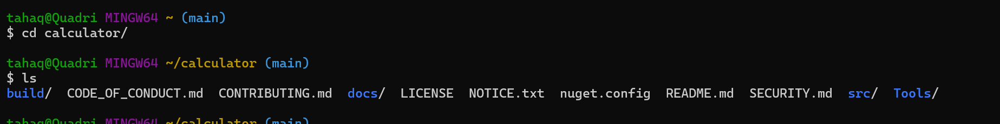 tahaq@Quadri MINGW64 ~ (main)
$ cd calculator/
tahaq@Quadri MINGW64 ~/calculator (main)
$ ls
build/  CODE_OF_CONDUCT.md  CONTRIBUTING.md  docs/  LICENSE  NOTICE.txt  nuget.config  README.md  SECURITY.md  src/  Tools/
tahaq@Quadri MINGW64 ~/calculator (main)